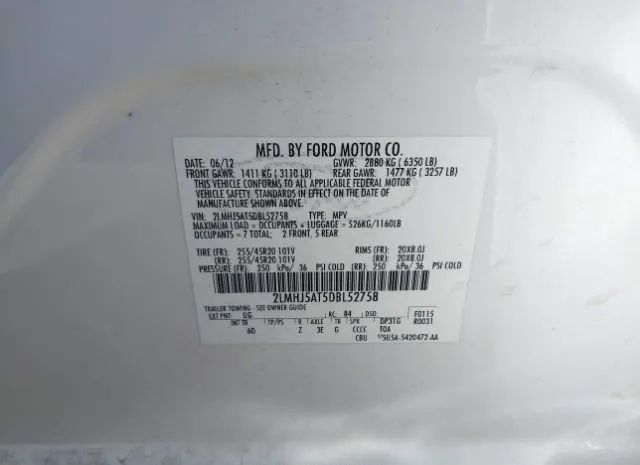 MFD. BY FORD MOTOR CO.
DATE: 06/12 GVWR: 2880 KG ( 6350 LB)
FRONT GAWR: 1411 KG ( 3110 LB) REAR GAWR: 1477 KG ( 3257 LB)
THIS VEHICLE CONFORMS TO ALL APPLICABLE FEDERAL MOTOR
VEHICLE SAFETY STANDARDS IN EFFECT ON THE DATE OF
MANUFACTURE SHOWN ABOVE.
VIN: 2LMHJ5AT5DBL52758 TYPE: MPV
MAXIMUM LOAD = OCCUPANTS + LUGGAGE = 526KG/1160LB
OCCUPANTS = 7 TOTAL; 2 FRONT, 5 REAR
TIRE (FR): 255/45R20 101V RIMS (FR): 20X8.0J
(RR): 255/45R20 101V (RR): 20X8.0J
PRESSURE (FR): 250 kPa/ 36 PSI COLD (RR): 250 kPa/ 36 PSI COLD
2LMHJ5AT5DBL52758
TRAILER TOWING - SEE OWNER GUIDE
EXT PNT: UG RC: 84 DSO: F0115
INT TR TP/PS R AXLE TR SPR DP3TG R0031
60 Z 3E G CCCC TOA
CBU 5U5A-5420472-AA